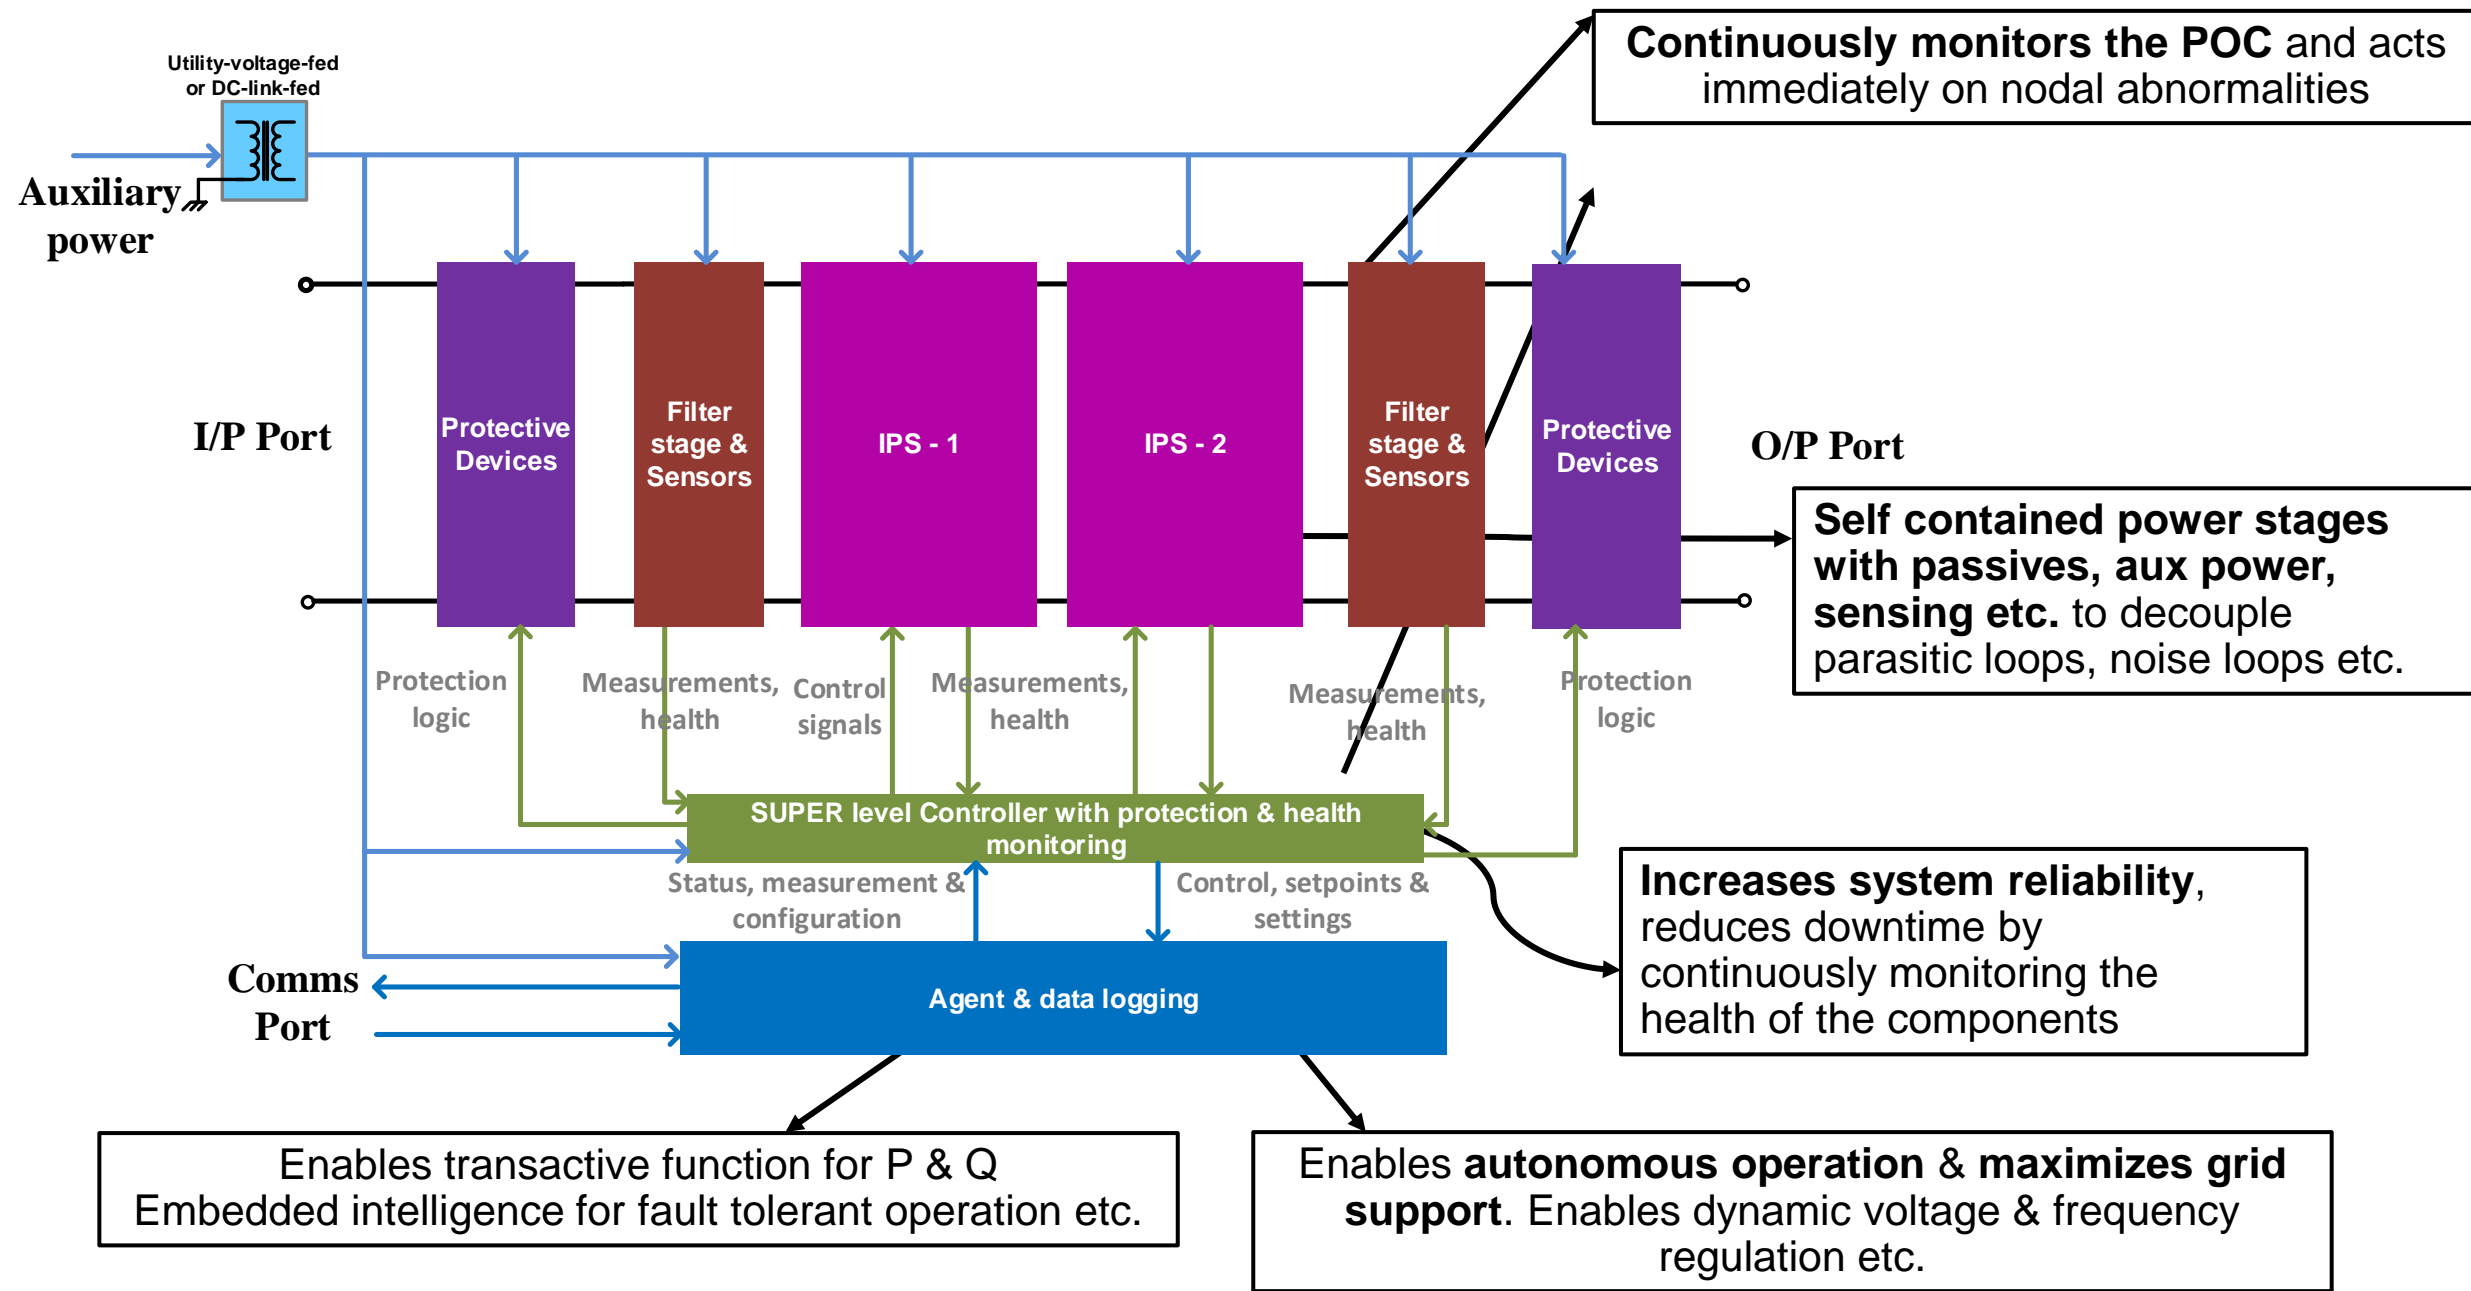 Continuously monitors the POC and acts
immediately on nodal abnormalities
Utility-voltage-fed
or DC-link-fed
Auxiliary
power
I/P Port
Protective
Devices
Filter
stage &
Sensors
IPS - 1
IPS - 2
Filter
stage &
Sensors
Protective
Devices
O/P Port
Self contained power stages
with passives, aux power,
sensing etc. to decouple
parasitic loops, noise loops etc.
Protection
logic
Measurements,
health
Control
signals
Measurements,
health
Measurements,
health
Protection
logic
SUPER level Controller with protection & health
monitoring
Status, measurement &
configuration
Control, setpoints &
settings
Increases system reliability,
reduces downtime by
continuously monitoring the
health of the components
Comms
Port
Agent & data logging
Enables transactive function for P & Q
Embedded intelligence for fault tolerant operation etc.
Enables autonomous operation & maximizes grid
support. Enables dynamic voltage & frequency
regulation etc.